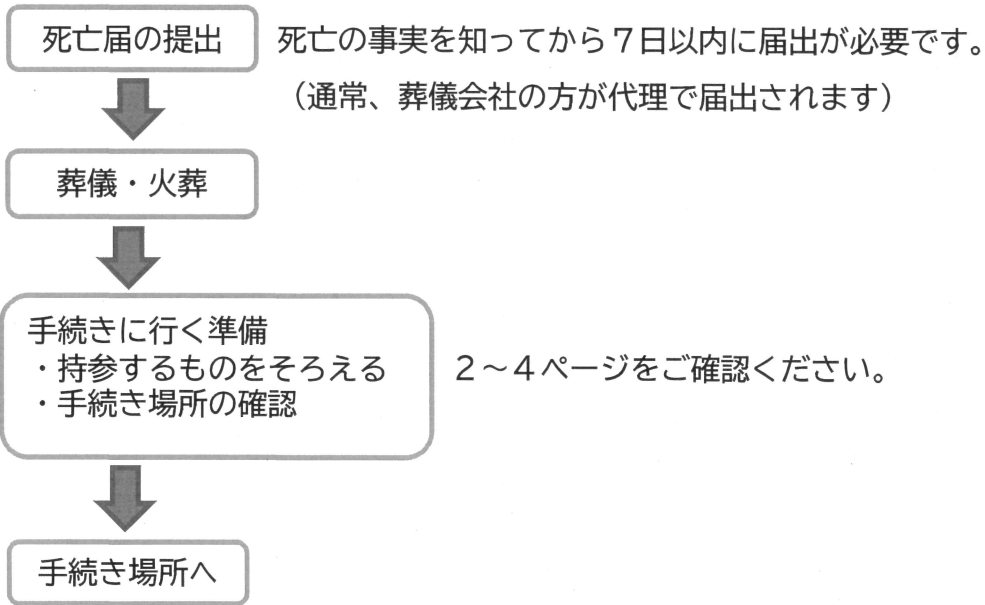 死亡届の提出
死亡の事実を知ってから７日以内に届出が必要です。
（通常、葬儀会社の方が代理で届出されます）
葬儀・火葬
手続きに行く準備
・持参するものをそろえる
・手続き場所の確認
２～４ページをご確認ください。
手続き場所へ